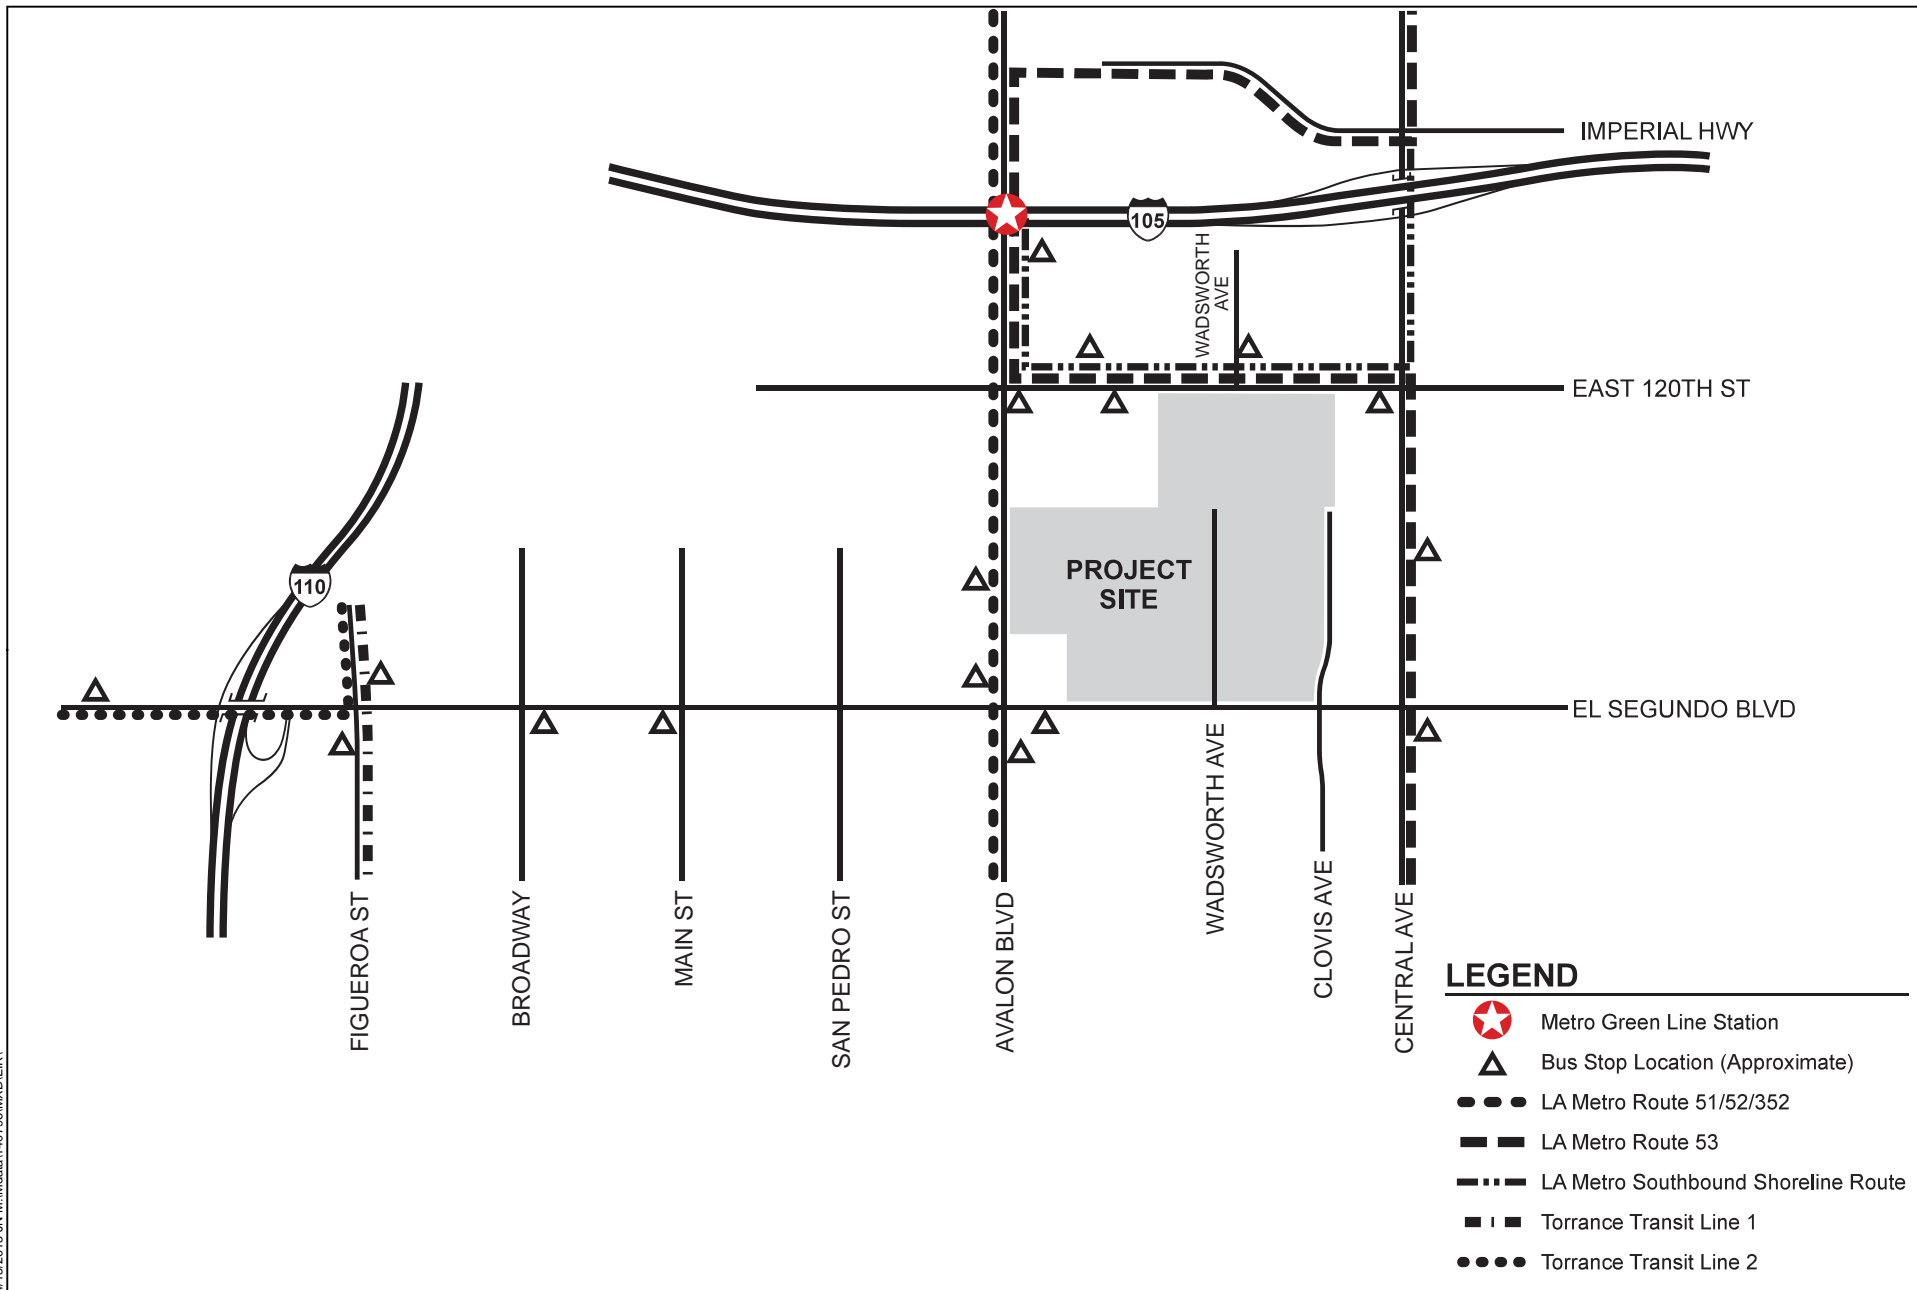 IMPERIAL HWY
105
WADSWORTH
AVE
EAST 120TH ST
110
PROJECT
SITE
EL SEGUNDO BLVD
FIGUEROA ST
BROADWAY
MAIN ST
SAN PEDRO ST
AVALON BLVD
WADSWORTH AVE
CLOVIS AVE
CENTRAL AVE
LEGEND
Metro Green Line Station
Bus Stop Location (Approximate)
LA Metro Route 51/52/352
LA Metro Route 53
LA Metro Southbound Shoreline Route
Torrance Transit Line 1
Torrance Transit Line 2